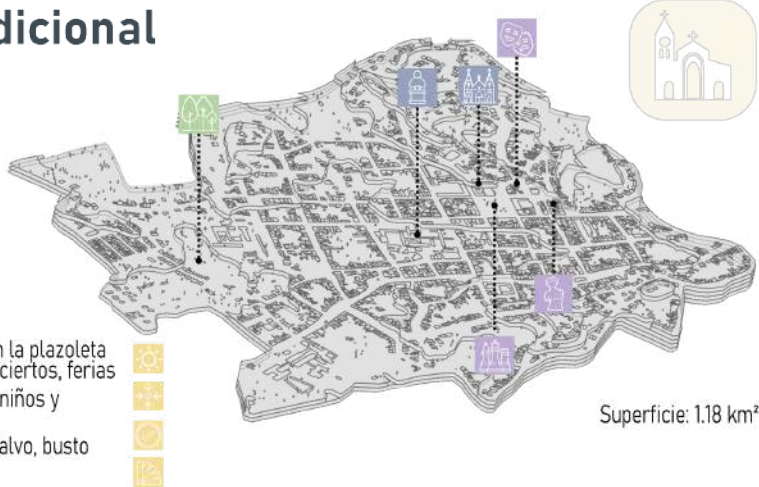 dicional
n la plazoleta
ciertos, ferias
niños y
alvo, busto
Superficie: 1.18 km²